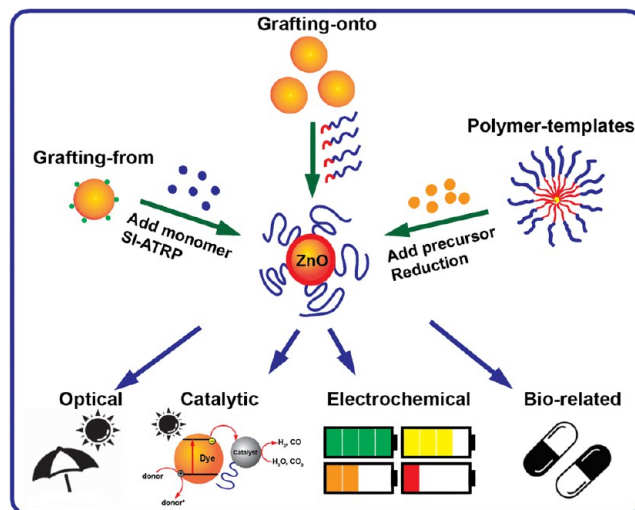 Grafting-onto
Grafting-from
Polymer-templates
Add monomer
SI-ATRP
Add precursor
Reduction
ZnO
Optical
Catalytic
Electrochemical
Bio-related
H₂, CO
Dye
Catalyst
H₂O, CO₂
donor
donor⁺